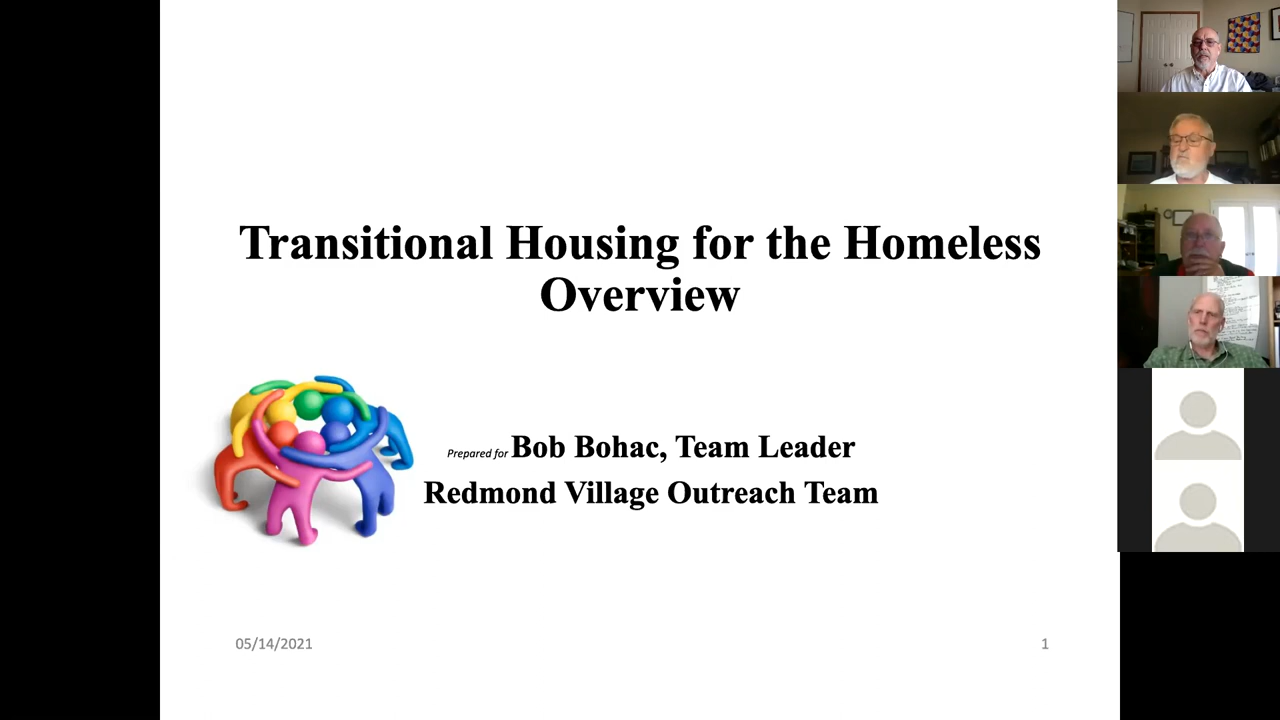 Transitional Housing for the Homeless
Overview
Prepared for Bob Bohac, Team Leader
Redmond Village Outreach Team
05/14/2021
1